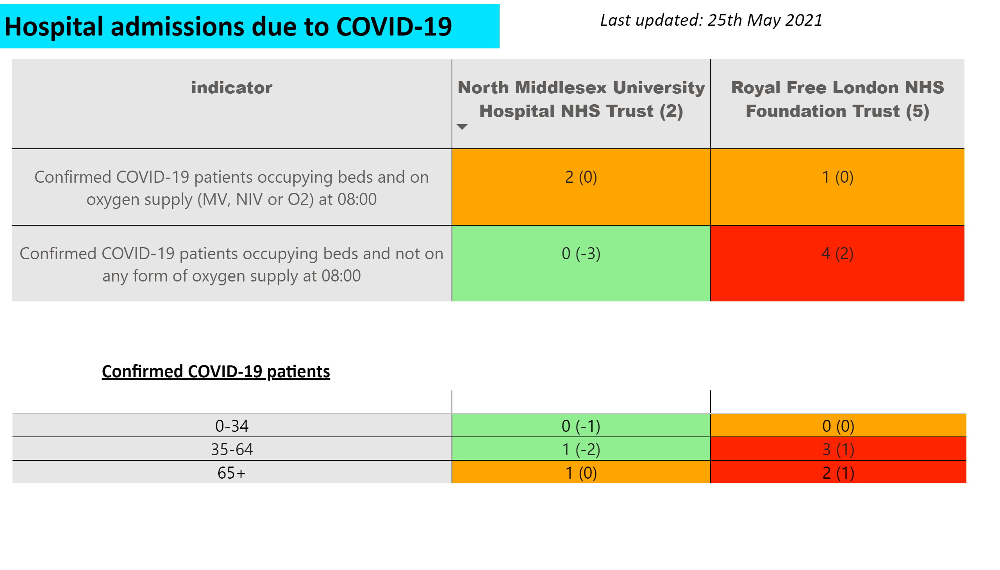 Hospital admissions due to COVID-19
Last updated: 25th May 2021
indicator
North Middlesex University
Hospital NHS Trust (2)
Royal Free London NHS
Foundation Trust (5)
Confirmed COVID-19 patients occupying beds and on
oxygen supply (MV, NIV or O2) at 08:00
2 (0)
1 (0)
Confirmed COVID-19 patients occupying beds and not on
any form of oxygen supply at 08:00
0 (-3)
4 (2)
Confirmed COVID-19 patients
0-34
0 (-1)
0 (0)
35-64
1 (-2)
3 (1)
65+
1 (0)
2 (1)